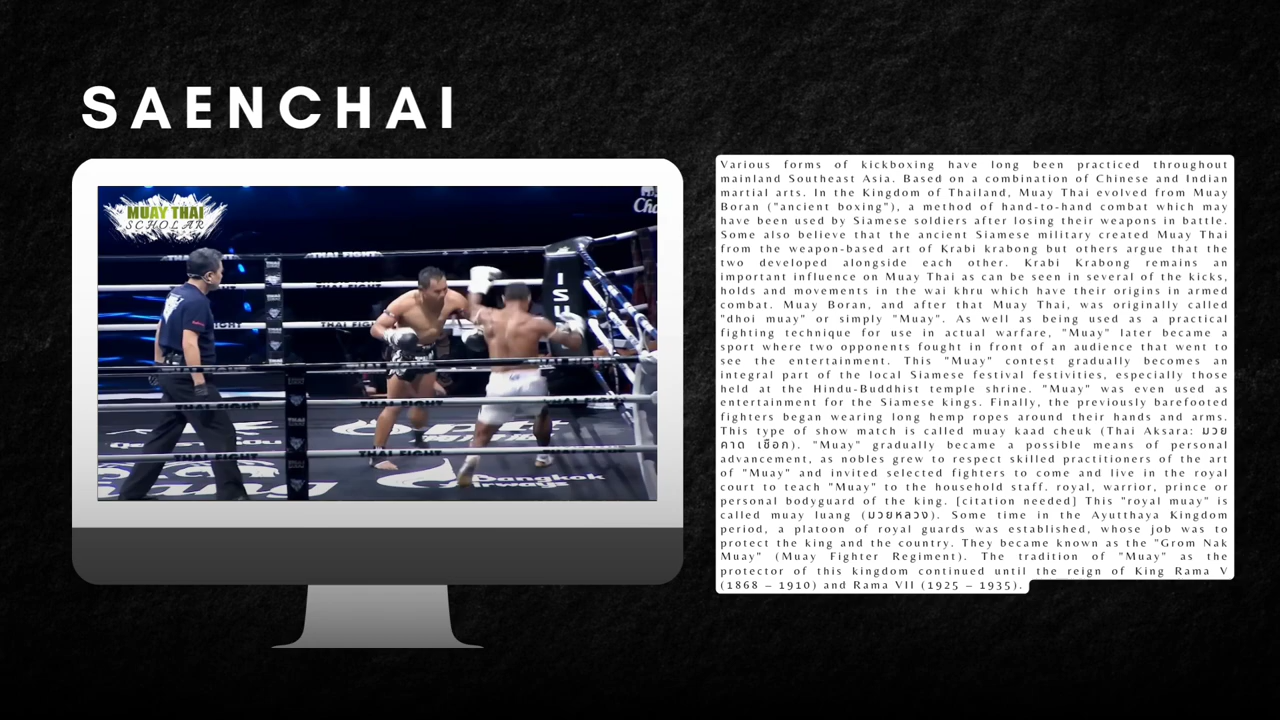 SAENCHAI
MUAY THAI
SCHOLAR
THAI FIGHT
THAI FIGHT
THAI FIGHT
THAI FIGHT
THAI FIGHT
THAI FIGHT
THAI FIGHT
THAI FIGHT
THAI FIGHT
Bangkok
Airways
Various forms of kickboxing have long been practiced throughout
mainland Southeast Asia. Based on a combination of Chinese and Indian
martial arts. In the Kingdom of Thailand, Muay Thai evolved from Muay
Boran ("ancient boxing"), a method of hand-to-hand combat which may
have been used by Siamese soldiers after losing their weapons in battle.
Some also believe that the ancient Siamese military created Muay Thai
from the weapon-based art of Krabi krabong but others argue that the
two developed alongside each other. Krabi Krabong remains an
important influence on Muay Thai as can be seen in several of the kicks,
holds and movements in the wai khru which have their origins in armed
combat. Muay Boran, and after that Muay Thai, was originally called
"dhoi muay" or simply "Muay". As well as being used as a practical
fighting technique for use in actual warfare, "Muay" later became a
sport where two opponents fought in front of an audience that went to
see the entertainment. This "Muay" contest gradually becomes an
integral part of the local Siamese festival festivities, especially those
held at the Hindu-Buddhist temple shrine. "Muay" was even used as
entertainment for the Siamese kings. Finally, the previously barefooted
fighters began wearing long hemp ropes around their hands and arms.
This type of show match is called muay kaad cheuk (Thai Aksara: มวย
คาด เชือก). "Muay" gradually became a possible means of personal
advancement, as nobles grew to respect skilled practitioners of the art
of "Muay" and invited selected fighters to come and live in the royal
court to teach "Muay" to the household staff. royal, warrior, prince or
personal bodyguard of the king. [citation needed] This "royal muay" is
called muay luang (มวยหลวง). Some time in the Ayutthaya Kingdom
period, a platoon of royal guards was established, whose job was to
protect the king and the country. They became known as the "Grom Nak
Muay" (Muay Fighter Regiment). The tradition of "Muay" as the
protector of this kingdom continued until the reign of King Rama V
(1868 – 1910) and Rama VII (1925 – 1935).